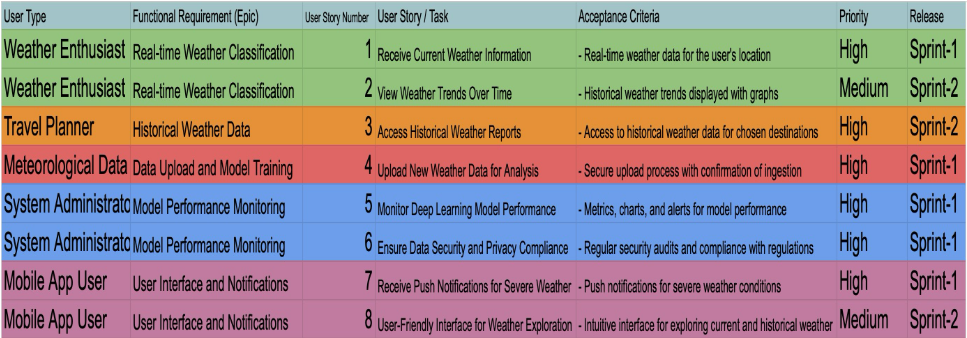 User Type Functional Requirement (Epic) User Story Number User Story / Task Acceptance Criteria Priority Release
Weather Enthusiast Real-time Weather Classification 1 Receive Current Weather Information - Real-time weather data for the user's location High Sprint-1
Weather Enthusiast Real-time Weather Classification 2 View Weather Trends Over Time - Historical weather trends displayed with graphs Medium Sprint-2
Travel Planner Historical Weather Data 3 Access Historical Weather Reports - Access to historical weather data for chosen destinations High Sprint-2
Meteorological Data Data Upload and Model Training 4 Upload New Weather Data for Analysis - Secure upload process with confirmation of ingestion High Sprint-1
System Administrato Model Performance Monitoring 5 Monitor Deep Learning Model Performance - Metrics, charts, and alerts for model performance High Sprint-1
System Administrato Model Performance Monitoring 6 Ensure Data Security and Privacy Compliance - Regular security audits and compliance with regulations High Sprint-1
Mobile App User User Interface and Notifications 7 Receive Push Notifications for Severe Weather - Push notifications for severe weather conditions High Sprint-1
Mobile App User User Interface and Notifications 8 User-Friendly Interface for Weather Exploration - Intuitive interface for exploring current and historical weather Medium Sprint-2